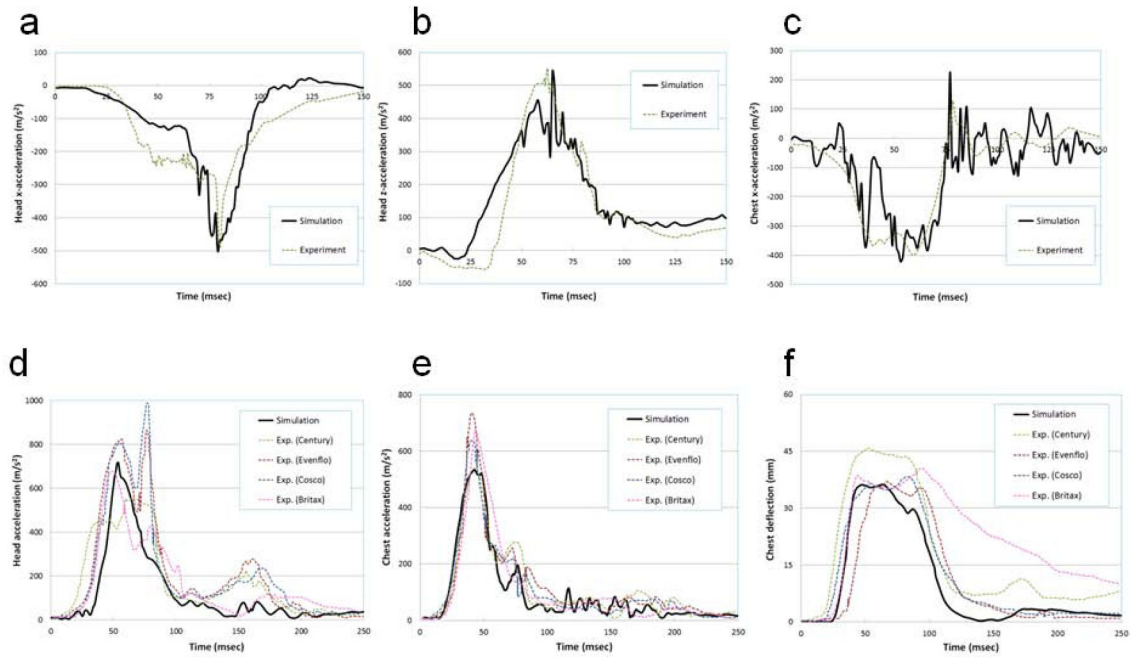 a
Head x-acceleration (m/s²)
100
0
-100
-200
-300
-400
-500
-600
0 25 50 75 100 125 150
Simulation
Experiment
Time (msec)
b
Head z-acceleration (m/s²)
600
500
400
300
200
100
0
-100
0 25 50 75 100 125 150
Simulation
Experiment
Time (msec)
c
Chest x-acceleration (m/s²)
300
200
100
0
-100
-200
-300
-400
-500
0 25 50 75 100 125 150
Simulation
Experiment
Time (msec)
d
Head acceleration (m/s²)
1000
800
600
400
200
0
0 50 100 150 200 250
Simulation
Exp. (Century)
Exp. (Evenflo)
Exp. (Cosco)
Exp. (Britax)
Time (msec)
e
Chest acceleration (m/s²)
800
600
400
200
0
0 50 100 150 200 250
Simulation
Exp. (Century)
Exp. (Evenflo)
Exp. (Cosco)
Exp. (Britax)
Time (msec)
f
Chest deflection (mm)
60
45
30
15
0
0 50 100 150 200 250
Simulation
Exp. (Century)
Exp. (Evenflo)
Exp. (Cosco)
Exp. (Britax)
Time (msec)